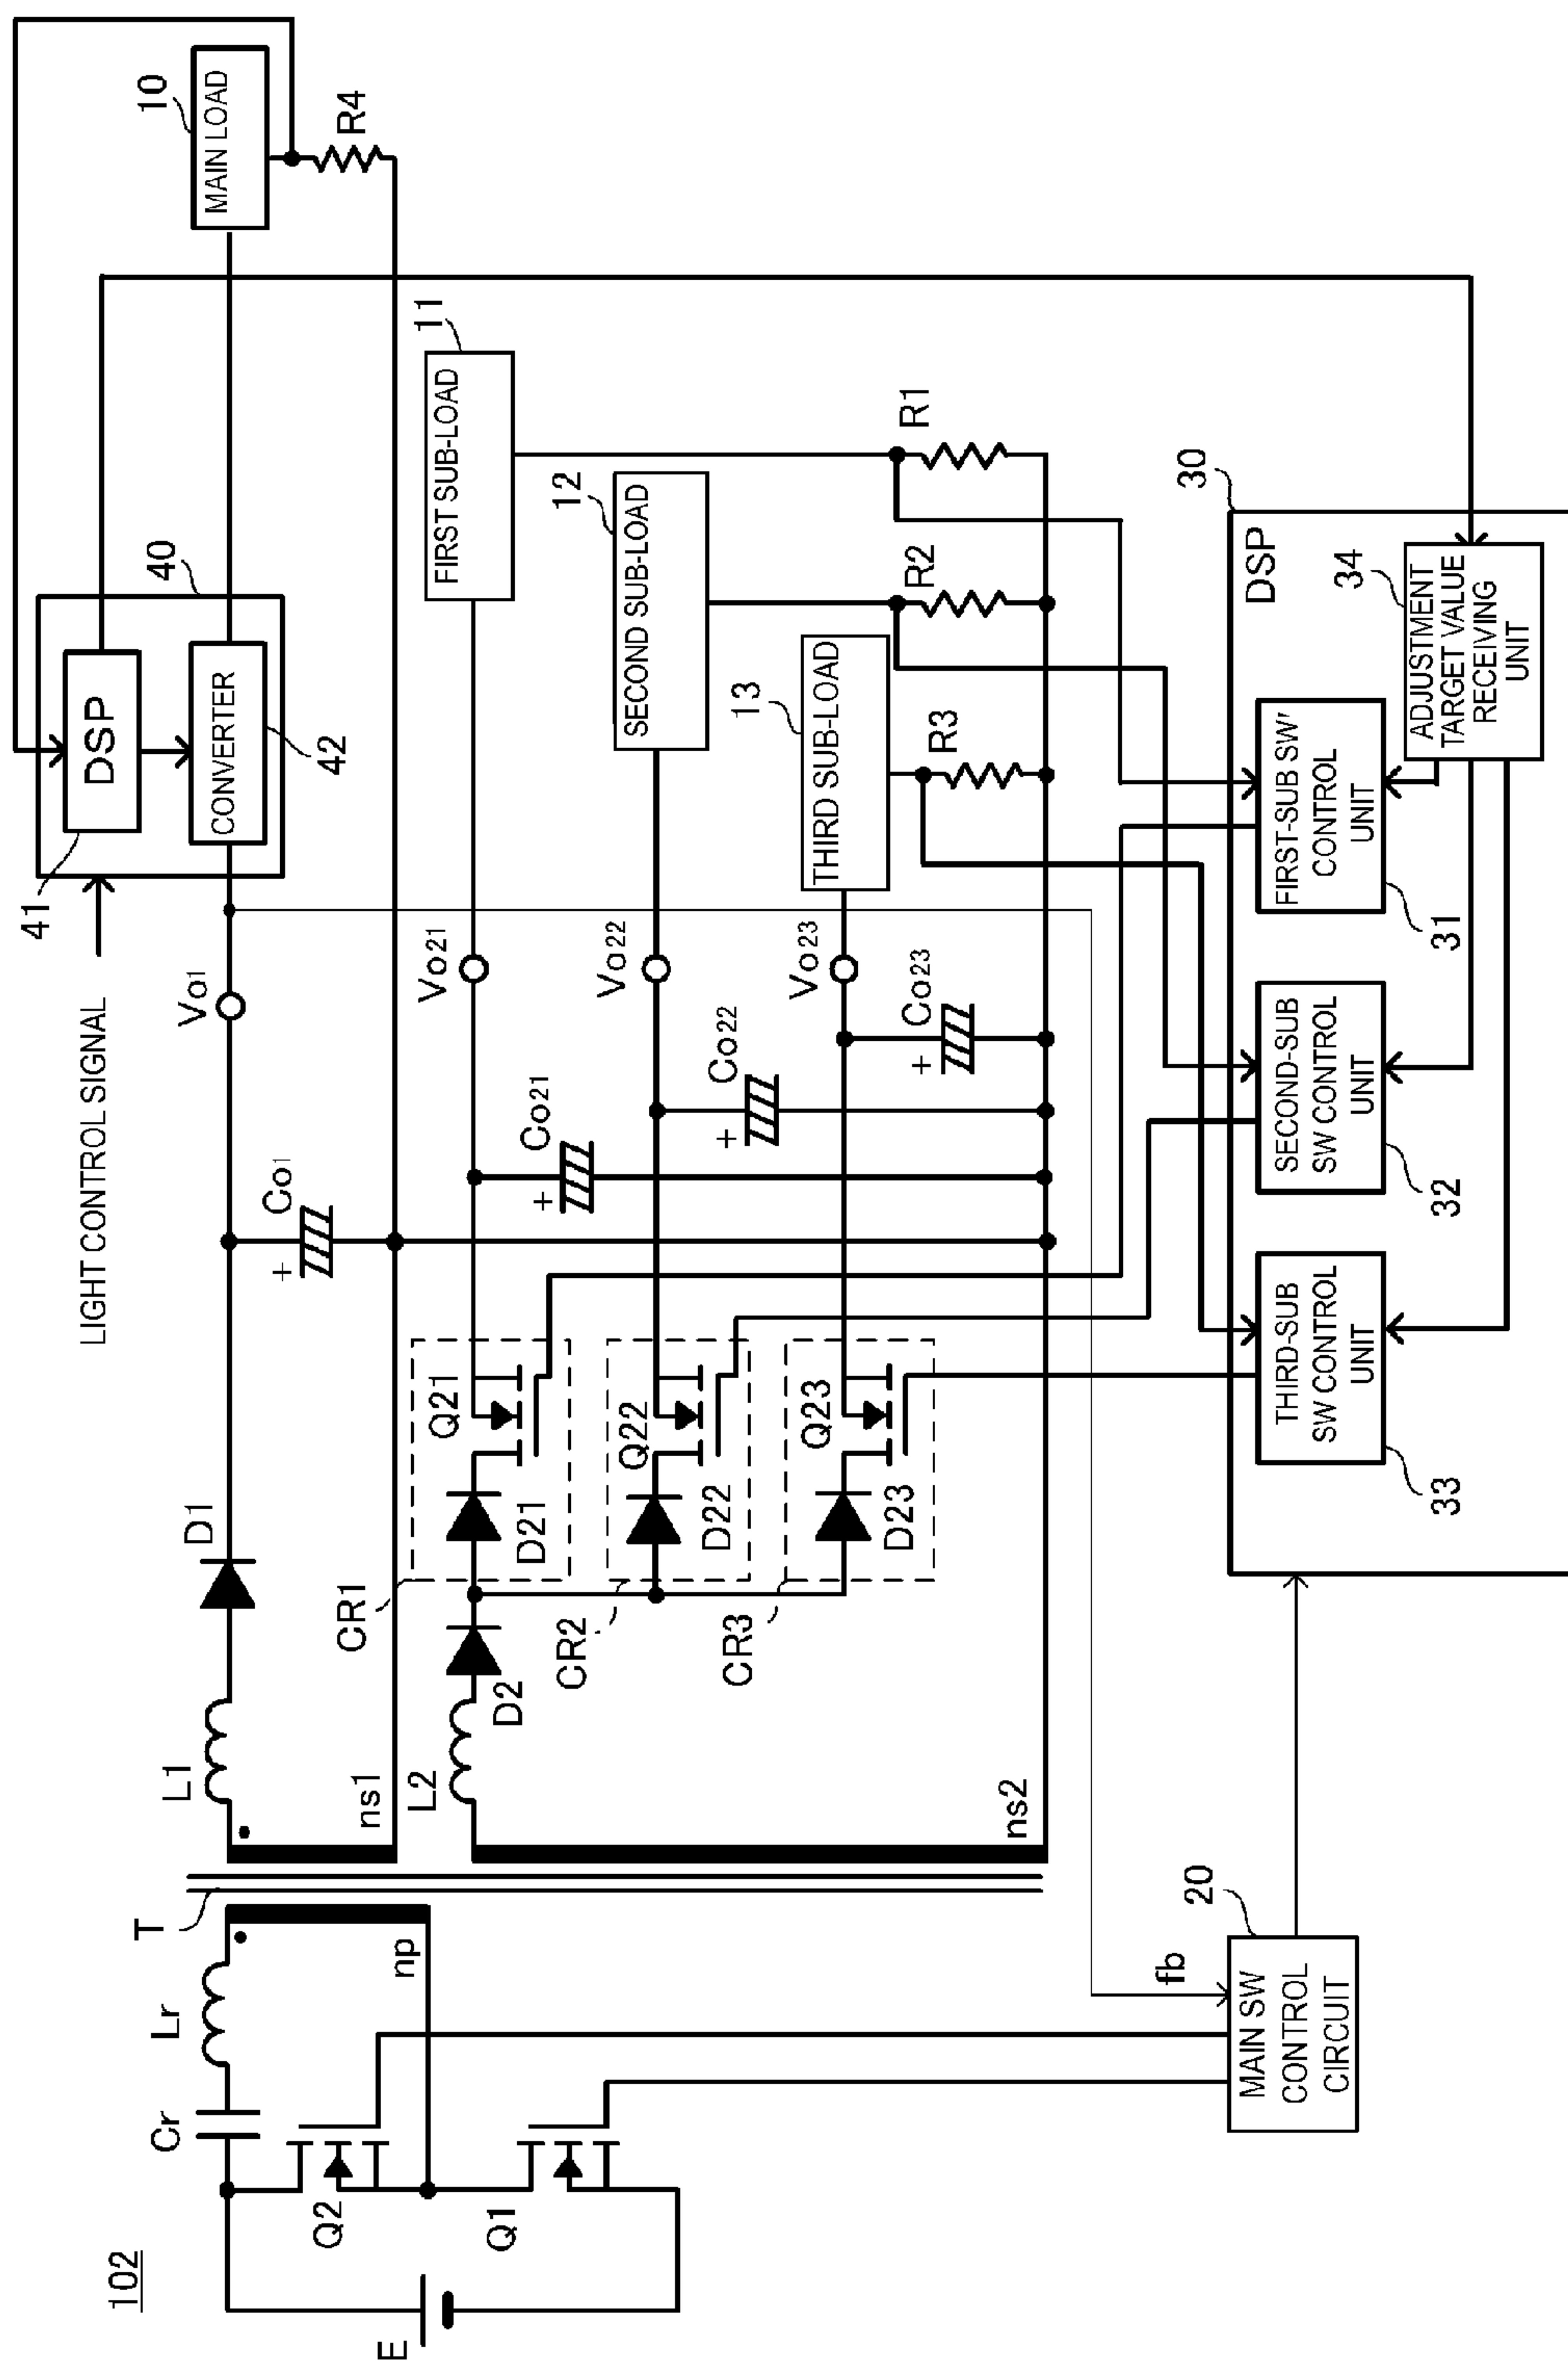 102
E
Q1
Q2
Cr
Lr
T
np
L1
ns1
D1
Co1
+
Vo1
LIGHT CONTROL SIGNAL
41
DSP
40
CONVERTER
42
MAIN LOAD
10
R4
L2
D2
ns2
CR1
D21
Q21
CR2
D22
Q22
CR3
D23
Q23
Co21
+
Co22
+
Co23
+
Vo21
Vo22
Vo23
FIRST SUB-LOAD
11
SECOND SUB-LOAD
12
THIRD SUB-LOAD
13
R1
R2
R3
fb
20
MAIN SW
CONTROL
CIRCUIT
30
DSP
THIRD-SUB
SW CONTROL
UNIT
33
SECOND-SUB
SW CONTROL
UNIT
32
FIRST-SUB SW'
CONTROL
UNIT
31
34
ADJUSTMENT
TARGET VALUE
RECEIVING
UNIT